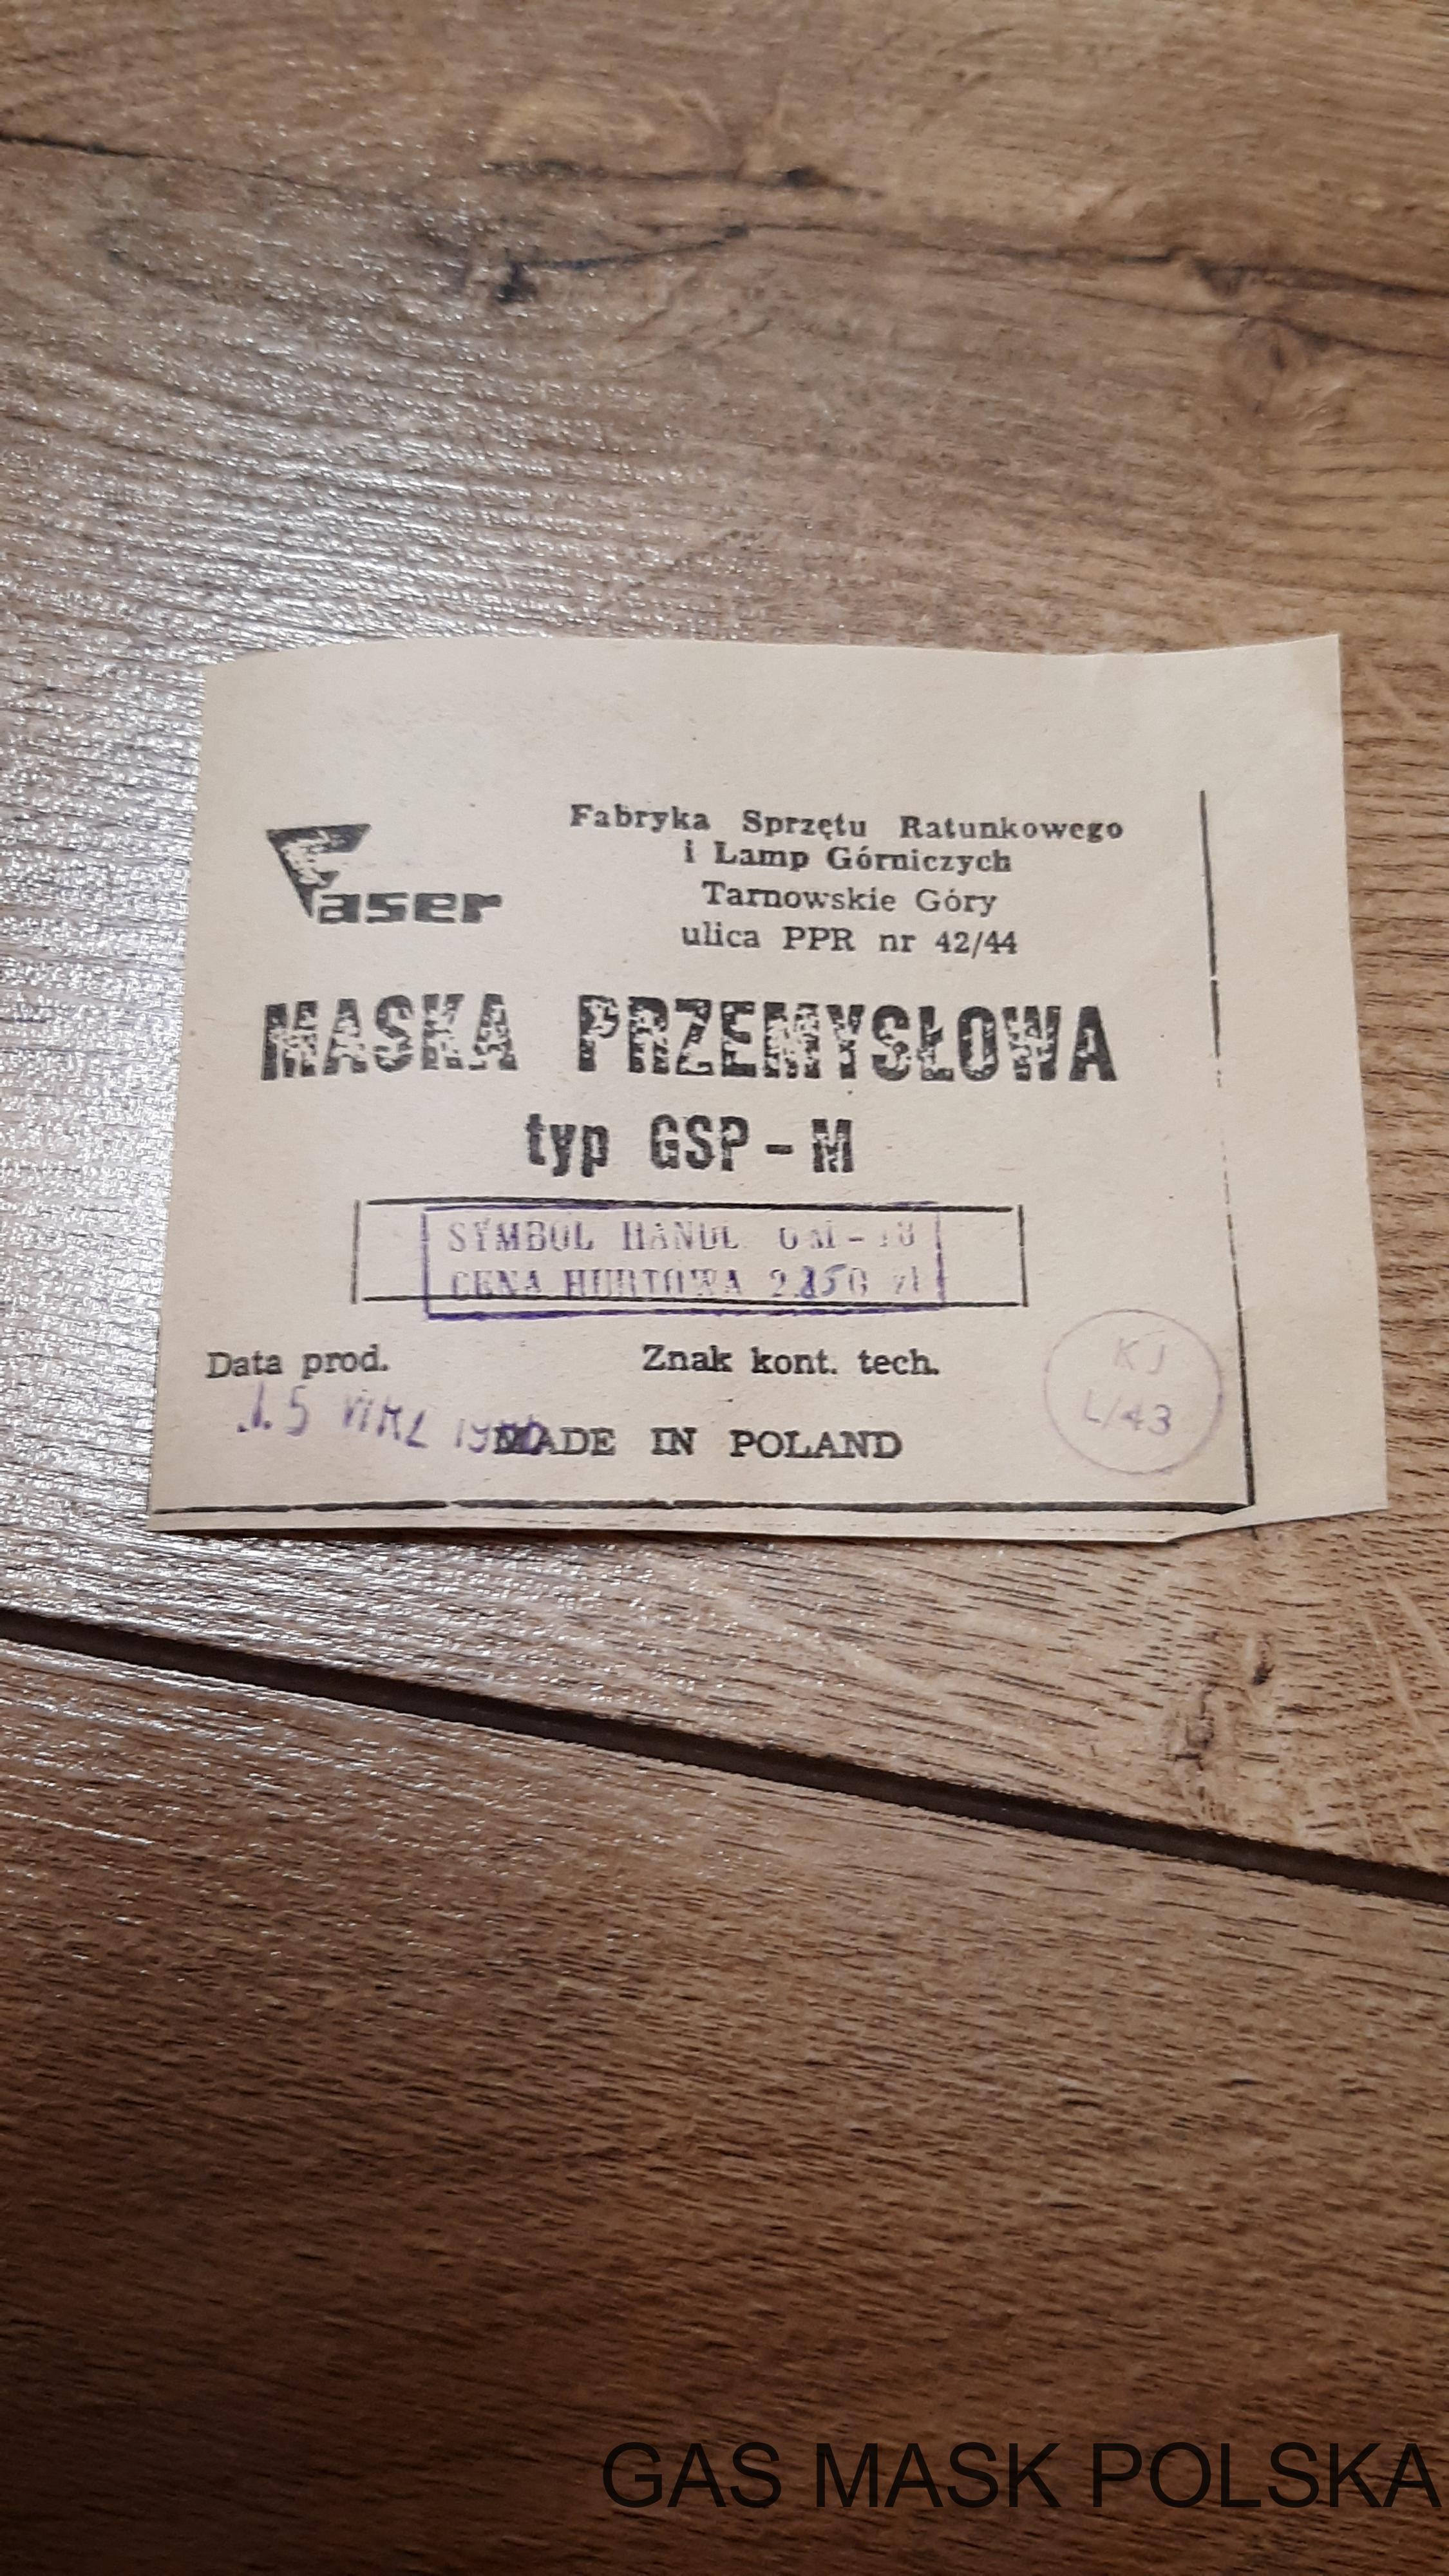 Faser
Fabryka Sprzętu Ratunkowego
i Lamp Górniczych
Tarnowskie Góry
ulica PPR nr 42/44
MASKA PRZEMYSŁOWA
typ GSP - M
SYMBOL HANDL
CENA HURTOWA zł
Data prod.
Znak kont. tech.
KJ
L/43
MADE IN POLAND
GAS MASK POLSKA